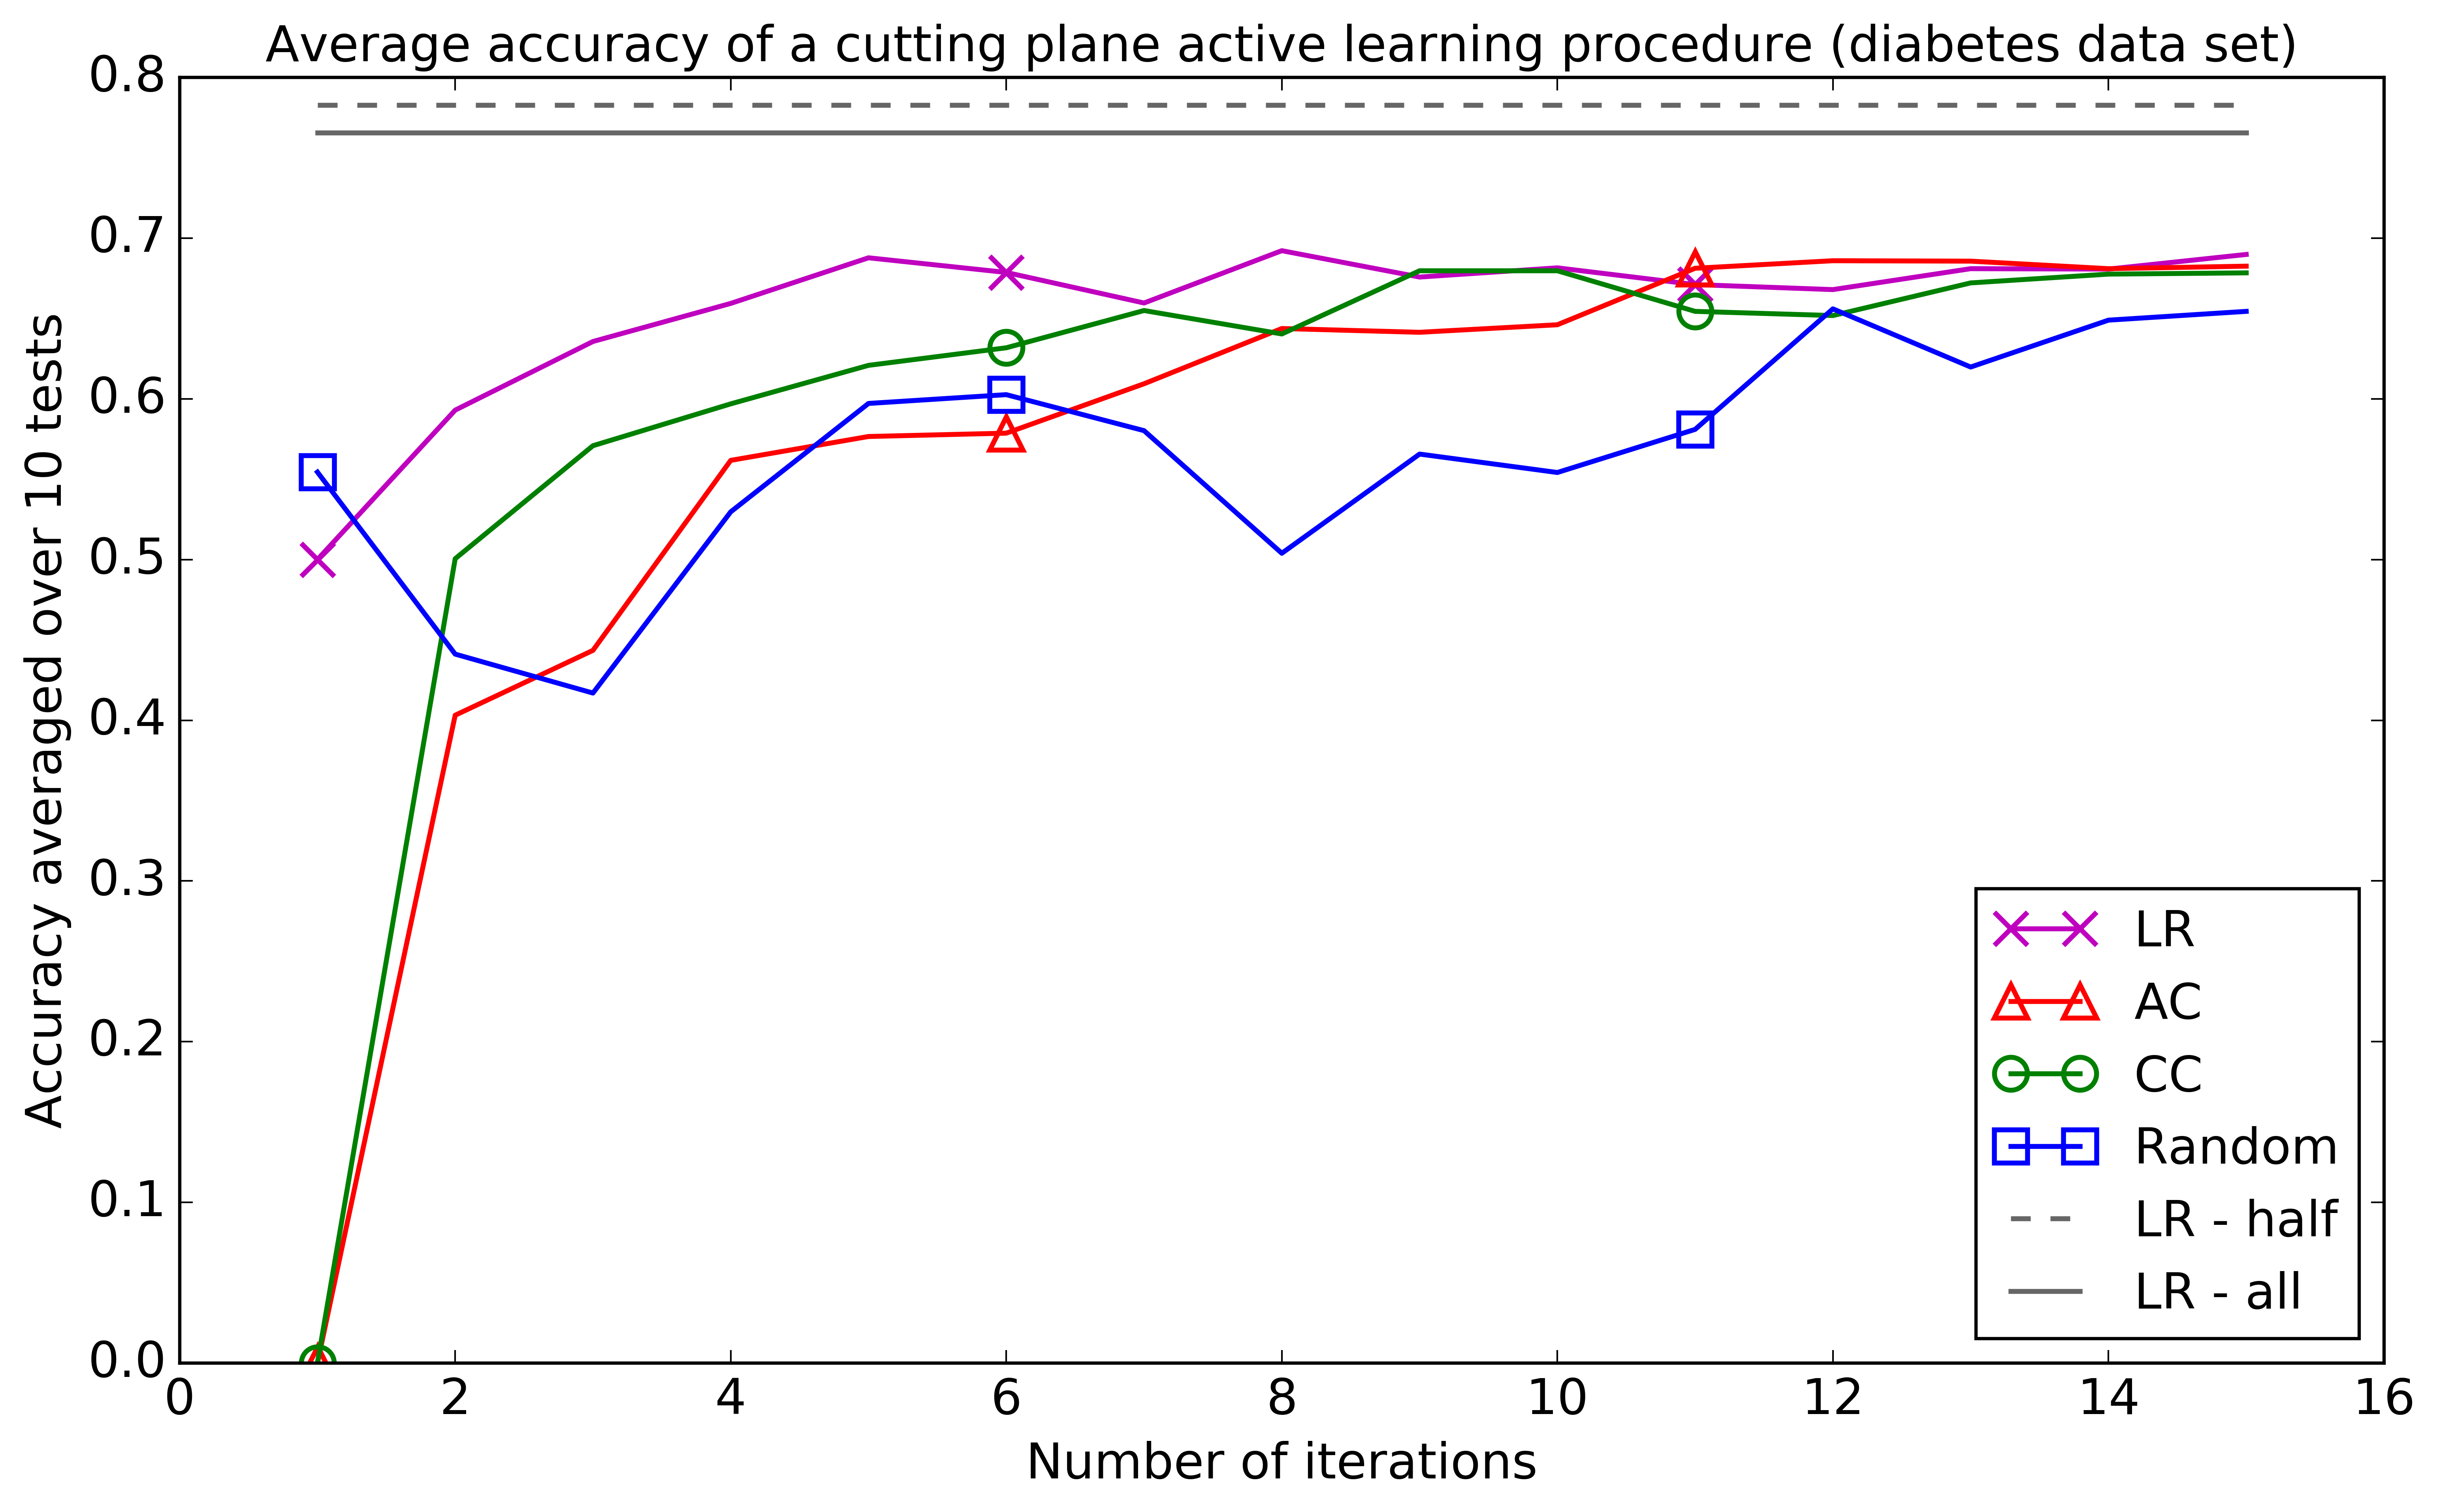 Average accuracy of a cutting plane active learning procedure (diabetes data set)
0.8
0.7
0.6
0.5
0.4
0.3
0.2
0.1
0.0
Accuracy averaged over 10 tests
0 2 4 6 8 10 12 14 16
Number of iterations
LR
AC
CC
Random
LR - half
LR - all